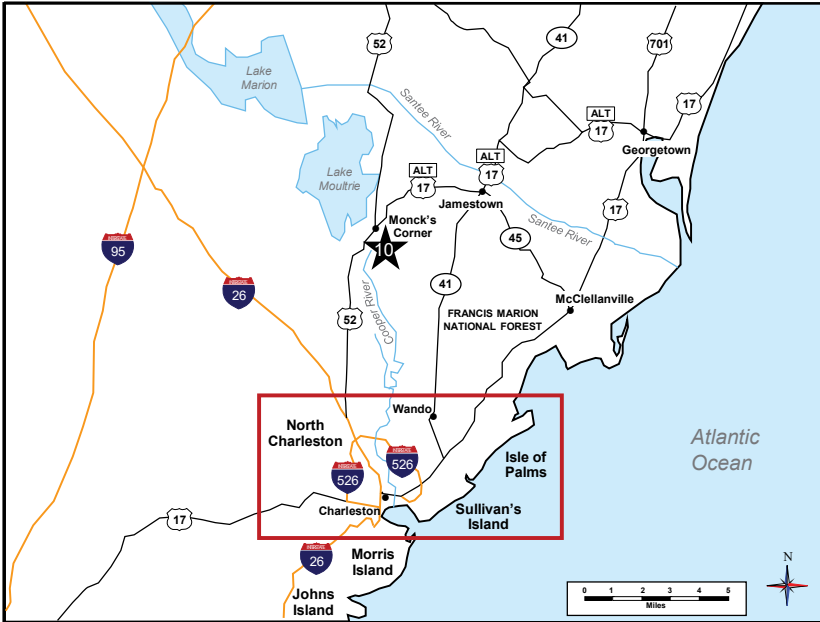 52
41
701
Lake
Marion
Santee River
17
ALT
17
Georgetown
Lake
Moultrie
ALT
17
ALT
17
Jamestown
17
Monck's
Corner
10
Santee River
95
45
26
41
McClellanville
52
Cooper River
FRANCIS MARION
NATIONAL FOREST
Wando
North
Charleston
Atlantic
Ocean
526
526
Isle of
Palms
Charleston
Sullivan's
Island
17
26
Morris
Island
Johns
Island
N
0 1 2 3 4 5
Miles